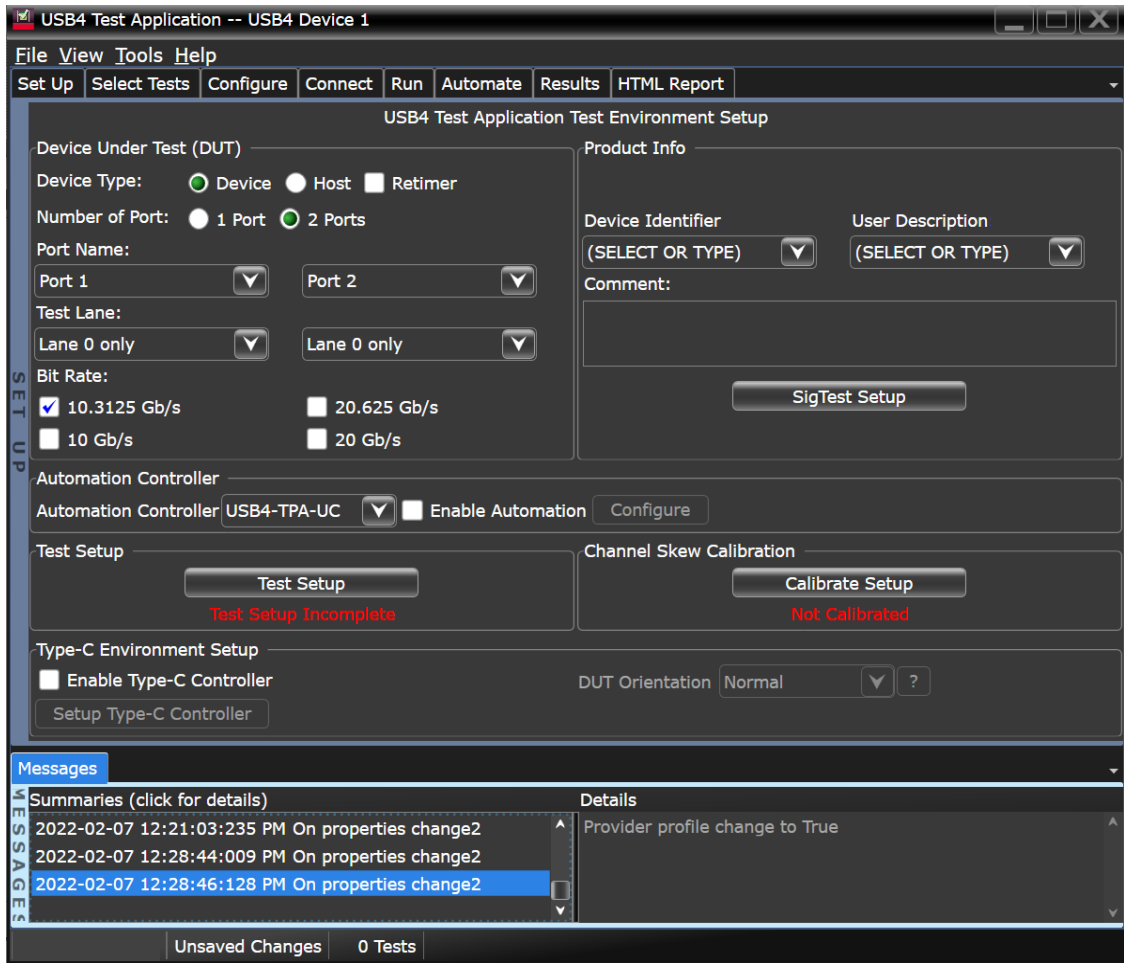 USB4 Test Application -- USB4 Device 1
File View Tools Help
Set Up Select Tests Configure Connect Run Automate Results HTML Report
USB4 Test Application Test Environment Setup
Device Under Test (DUT)
Device Type: Device Host Retimer
Number of Port: 1 Port 2 Ports
Port Name:
Port 1 Port 2
Test Lane:
Lane 0 only Lane 0 only
Bit Rate:
10.3125 Gb/s 20.625 Gb/s
10 Gb/s 20 Gb/s
Product Info
Device Identifier User Description
(SELECT OR TYPE) (SELECT OR TYPE)
Comment:
SigTest Setup
SET UP
Automation Controller
Automation Controller USB4-TPA-UC Enable Automation Configure
Test Setup
Test Setup
Test Setup Incomplete
Channel Skew Calibration
Calibrate Setup
Not Calibrated
Type-C Environment Setup
Enable Type-C Controller DUT Orientation Normal ?
Setup Type-C Controller
Messages
MESSAGES
Summaries (click for details)
2022-02-07 12:21:03:235 PM On properties change2
2022-02-07 12:28:44:009 PM On properties change2
2022-02-07 12:28:46:128 PM On properties change2
Details
Provider profile change to True
Unsaved Changes 0 Tests